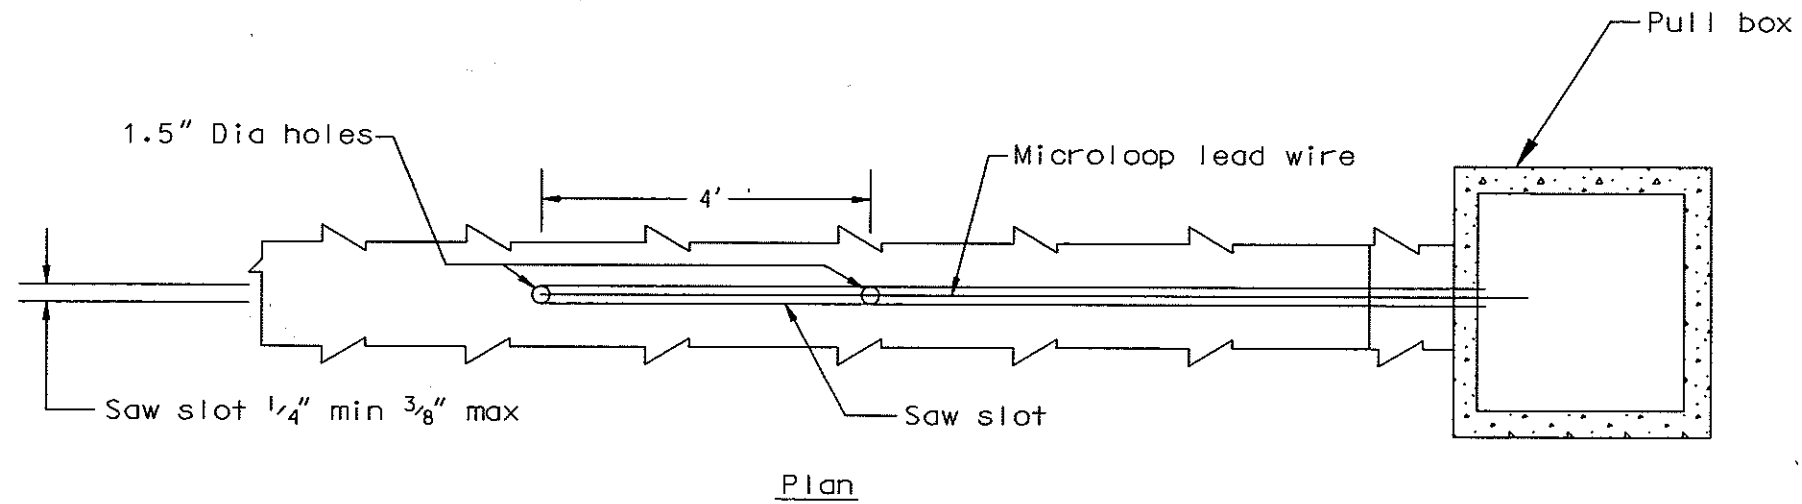 Pull box
1.5" Dia holes
Microloop lead wire
4'
Saw slot 1/4" min 3/8" max
Saw slot
Plan